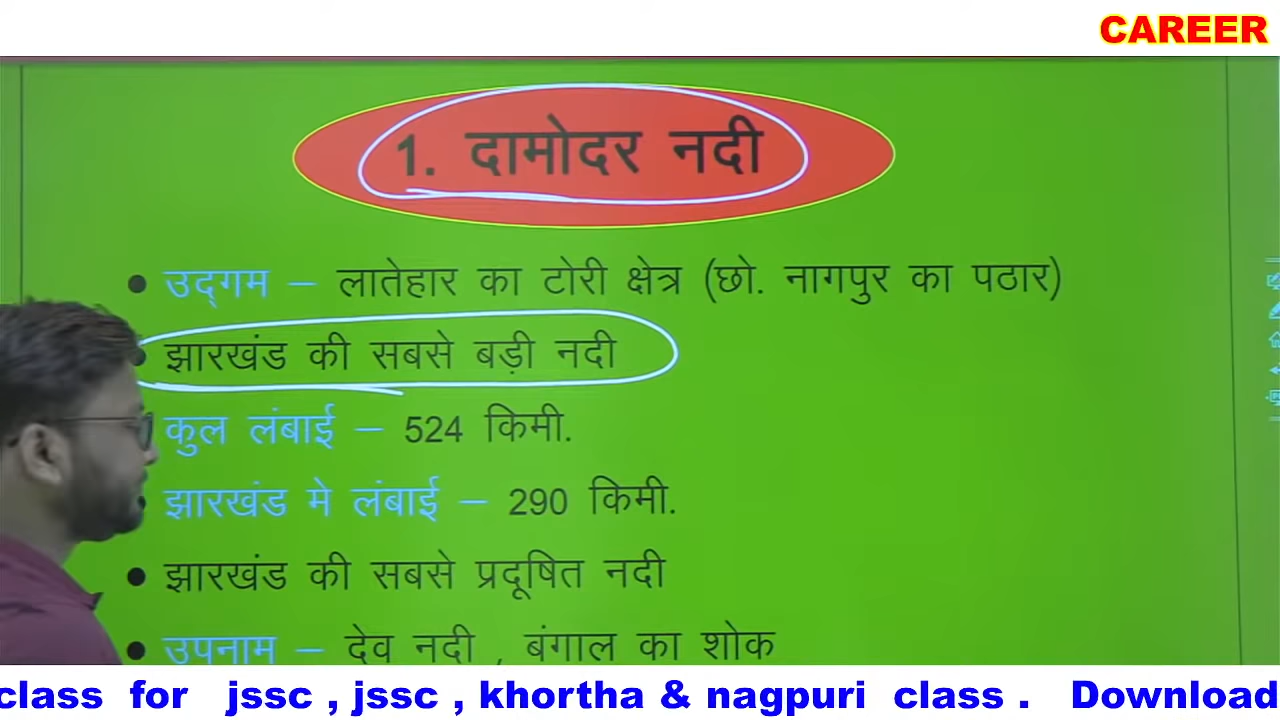 CAREER
1. दामोदर नदी
• उद्‌गम – लातेहार का टोरी क्षेत्र (छो. नागपुर का पठार)
• झारखंड की सबसे बड़ी नदी
कुल लंबाई – 524 किमी.
• झारखंड मे लंबाई – 290 किमी.
• झारखंड की सबसे प्रदूषित नदी
• उपनाम – देव नदी , बंगाल का शोक
class for jssc , jssc , khortha & nagpuri class . Download